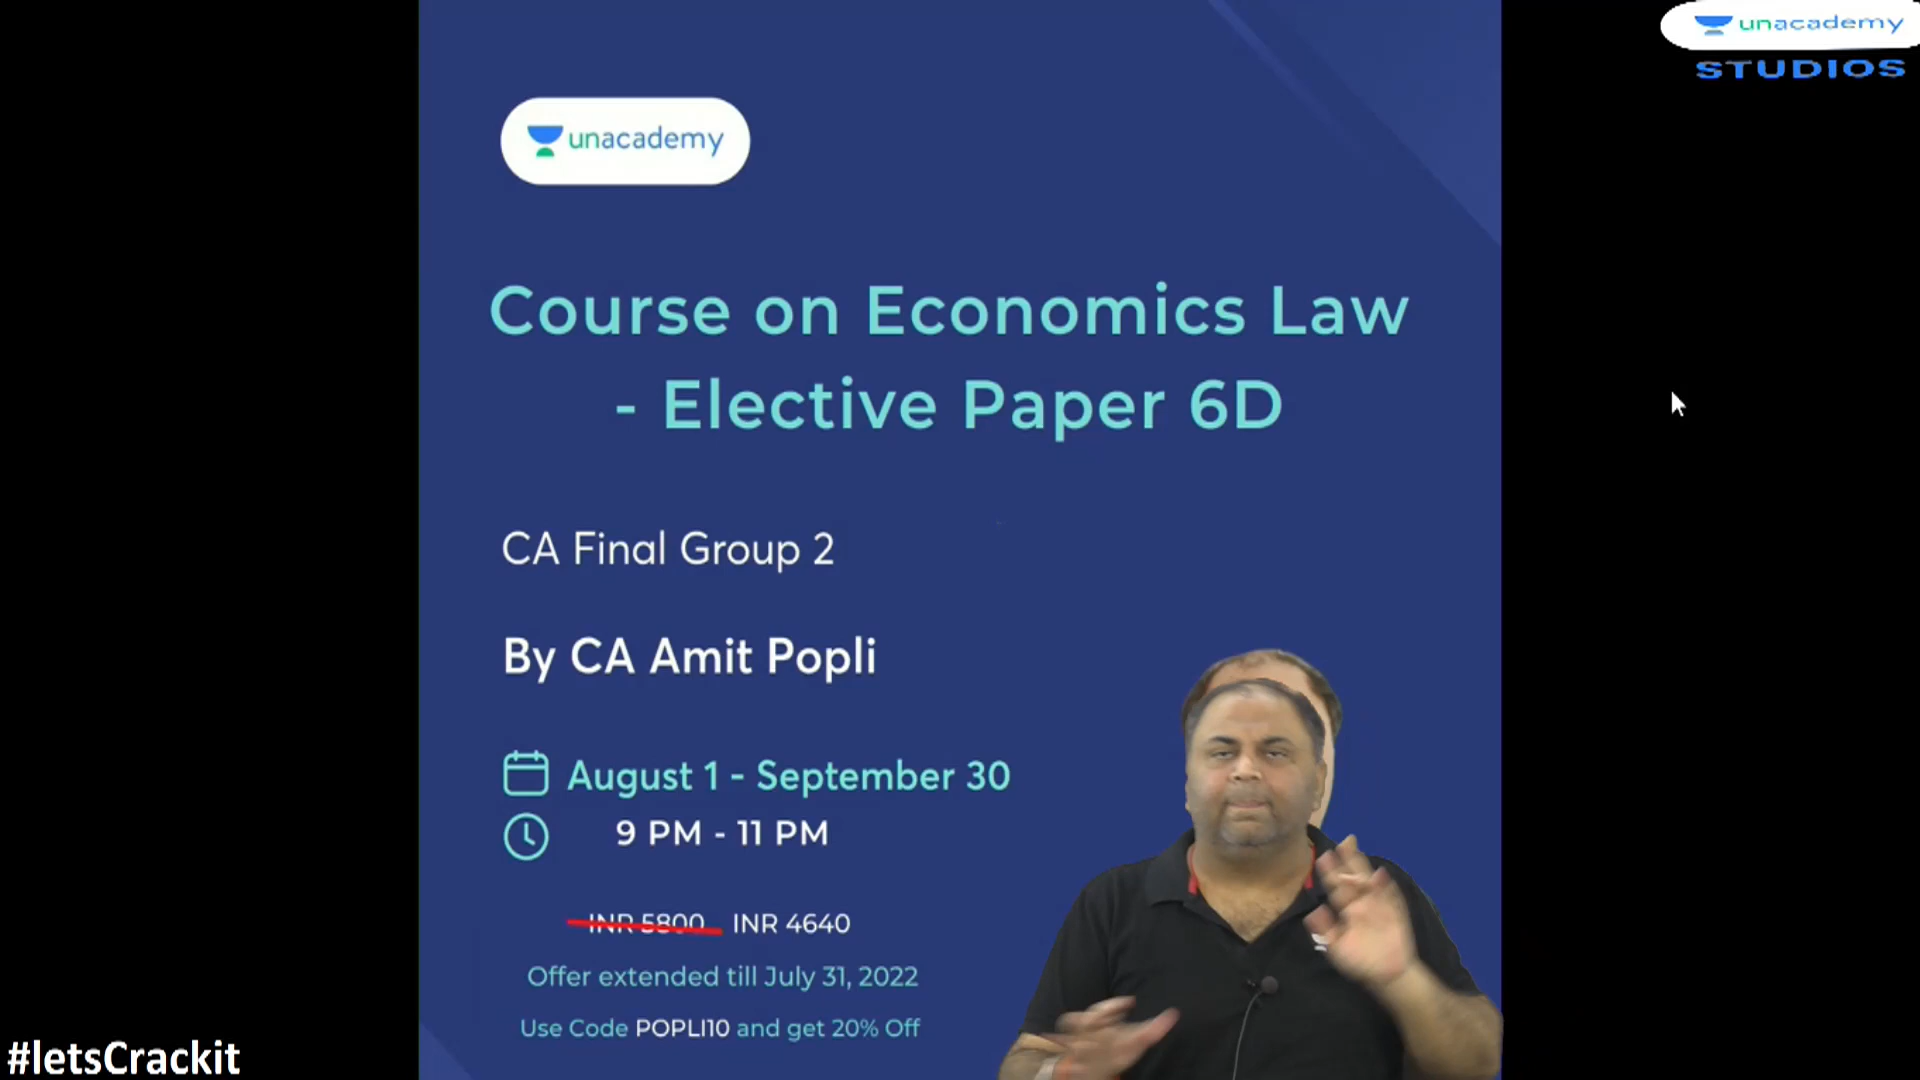 unacademy
STUDIOS
unacademy
Course on Economics Law
- Elective Paper 6D
CA Final Group 2
By CA Amit Popli
August 1 - September 30
9 PM - 11 PM
INR 5800 INR 4640
Offer extended till July 31, 2022
Use Code POPLI10 and get 20% Off
#letsCrackit